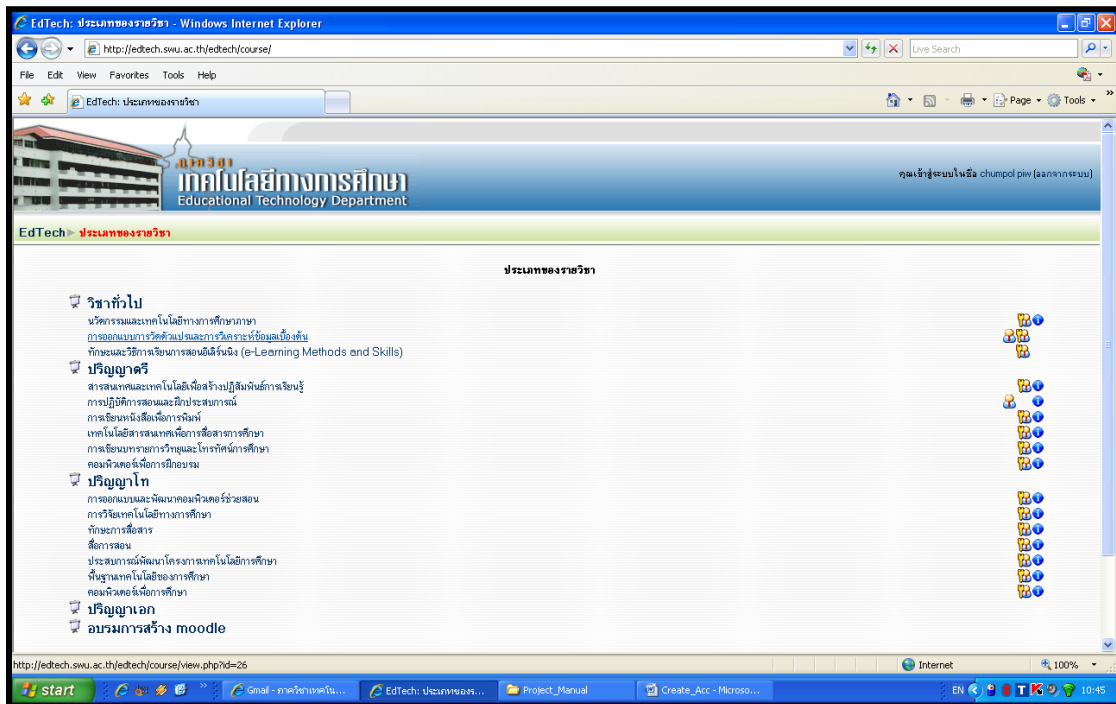 EdTech: ประเภทของรายวิชา - Windows Internet Explorer
http://edtech.swu.ac.th/edtech/course/
Live Search
File Edit View Favorites Tools Help
EdTech: ประเภทของรายวิชา
Page Tools
ภาควิชา
เทคโนโลยีทางการศึกษา
Educational Technology Department
คุณเข้าสู่ระบบในชื่อ chumpol piw (ออกจากระบบ)
EdTech ประเภทของรายวิชา
ประเภทของรายวิชา
วิชาทั่วไป
นวัตกรรมและเทคโนโลยีทางการศึกษาภาษา
การออกแบบการวัดตัวแปรและการวิเคราะห์ข้อมูลเบื้องต้น
ทักษะและวิธีการเรียนการสอนอีเลิร์นนิง (e-Learning Methods and Skills)
ปริญญาตรี
สารสนเทศและเทคโนโลยีเพื่อสร้างปฏิสัมพันธ์การเรียนรู้
การปฏิบัติการสอนและฝึกประสบการณ์
การเขียนหนังสือเพื่อการพิมพ์
เทคโนโลยีสารสนเทศเพื่อการสื่อสารการศึกษา
การเขียนบทรายการวิทยุและโทรทัศน์การศึกษา
คอมพิวเตอร์เพื่อการฝึกอบรม
ปริญญาโท
การออกแบบและพัฒนาคอมพิวเตอร์ช่วยสอน
การวิจัยเทคโนโลยีทางการศึกษา
ทักษะการสื่อสาร
สื่อการสอน
ประสบการณ์พัฒนาโครงการเทคโนโลยีการศึกษา
พื้นฐานเทคโนโลยีของการศึกษา
คอมพิวเตอร์เพื่อการศึกษา
ปริญญาเอก
อบรมการสร้าง moodle
http://edtech.swu.ac.th/edtech/course/view.php?id=26
Internet 100%
start Gmail - ภาควิชาเทคโน... EdTech: ประเภทของร... Project_Manual Create_Acc - Microso... EN 10:45